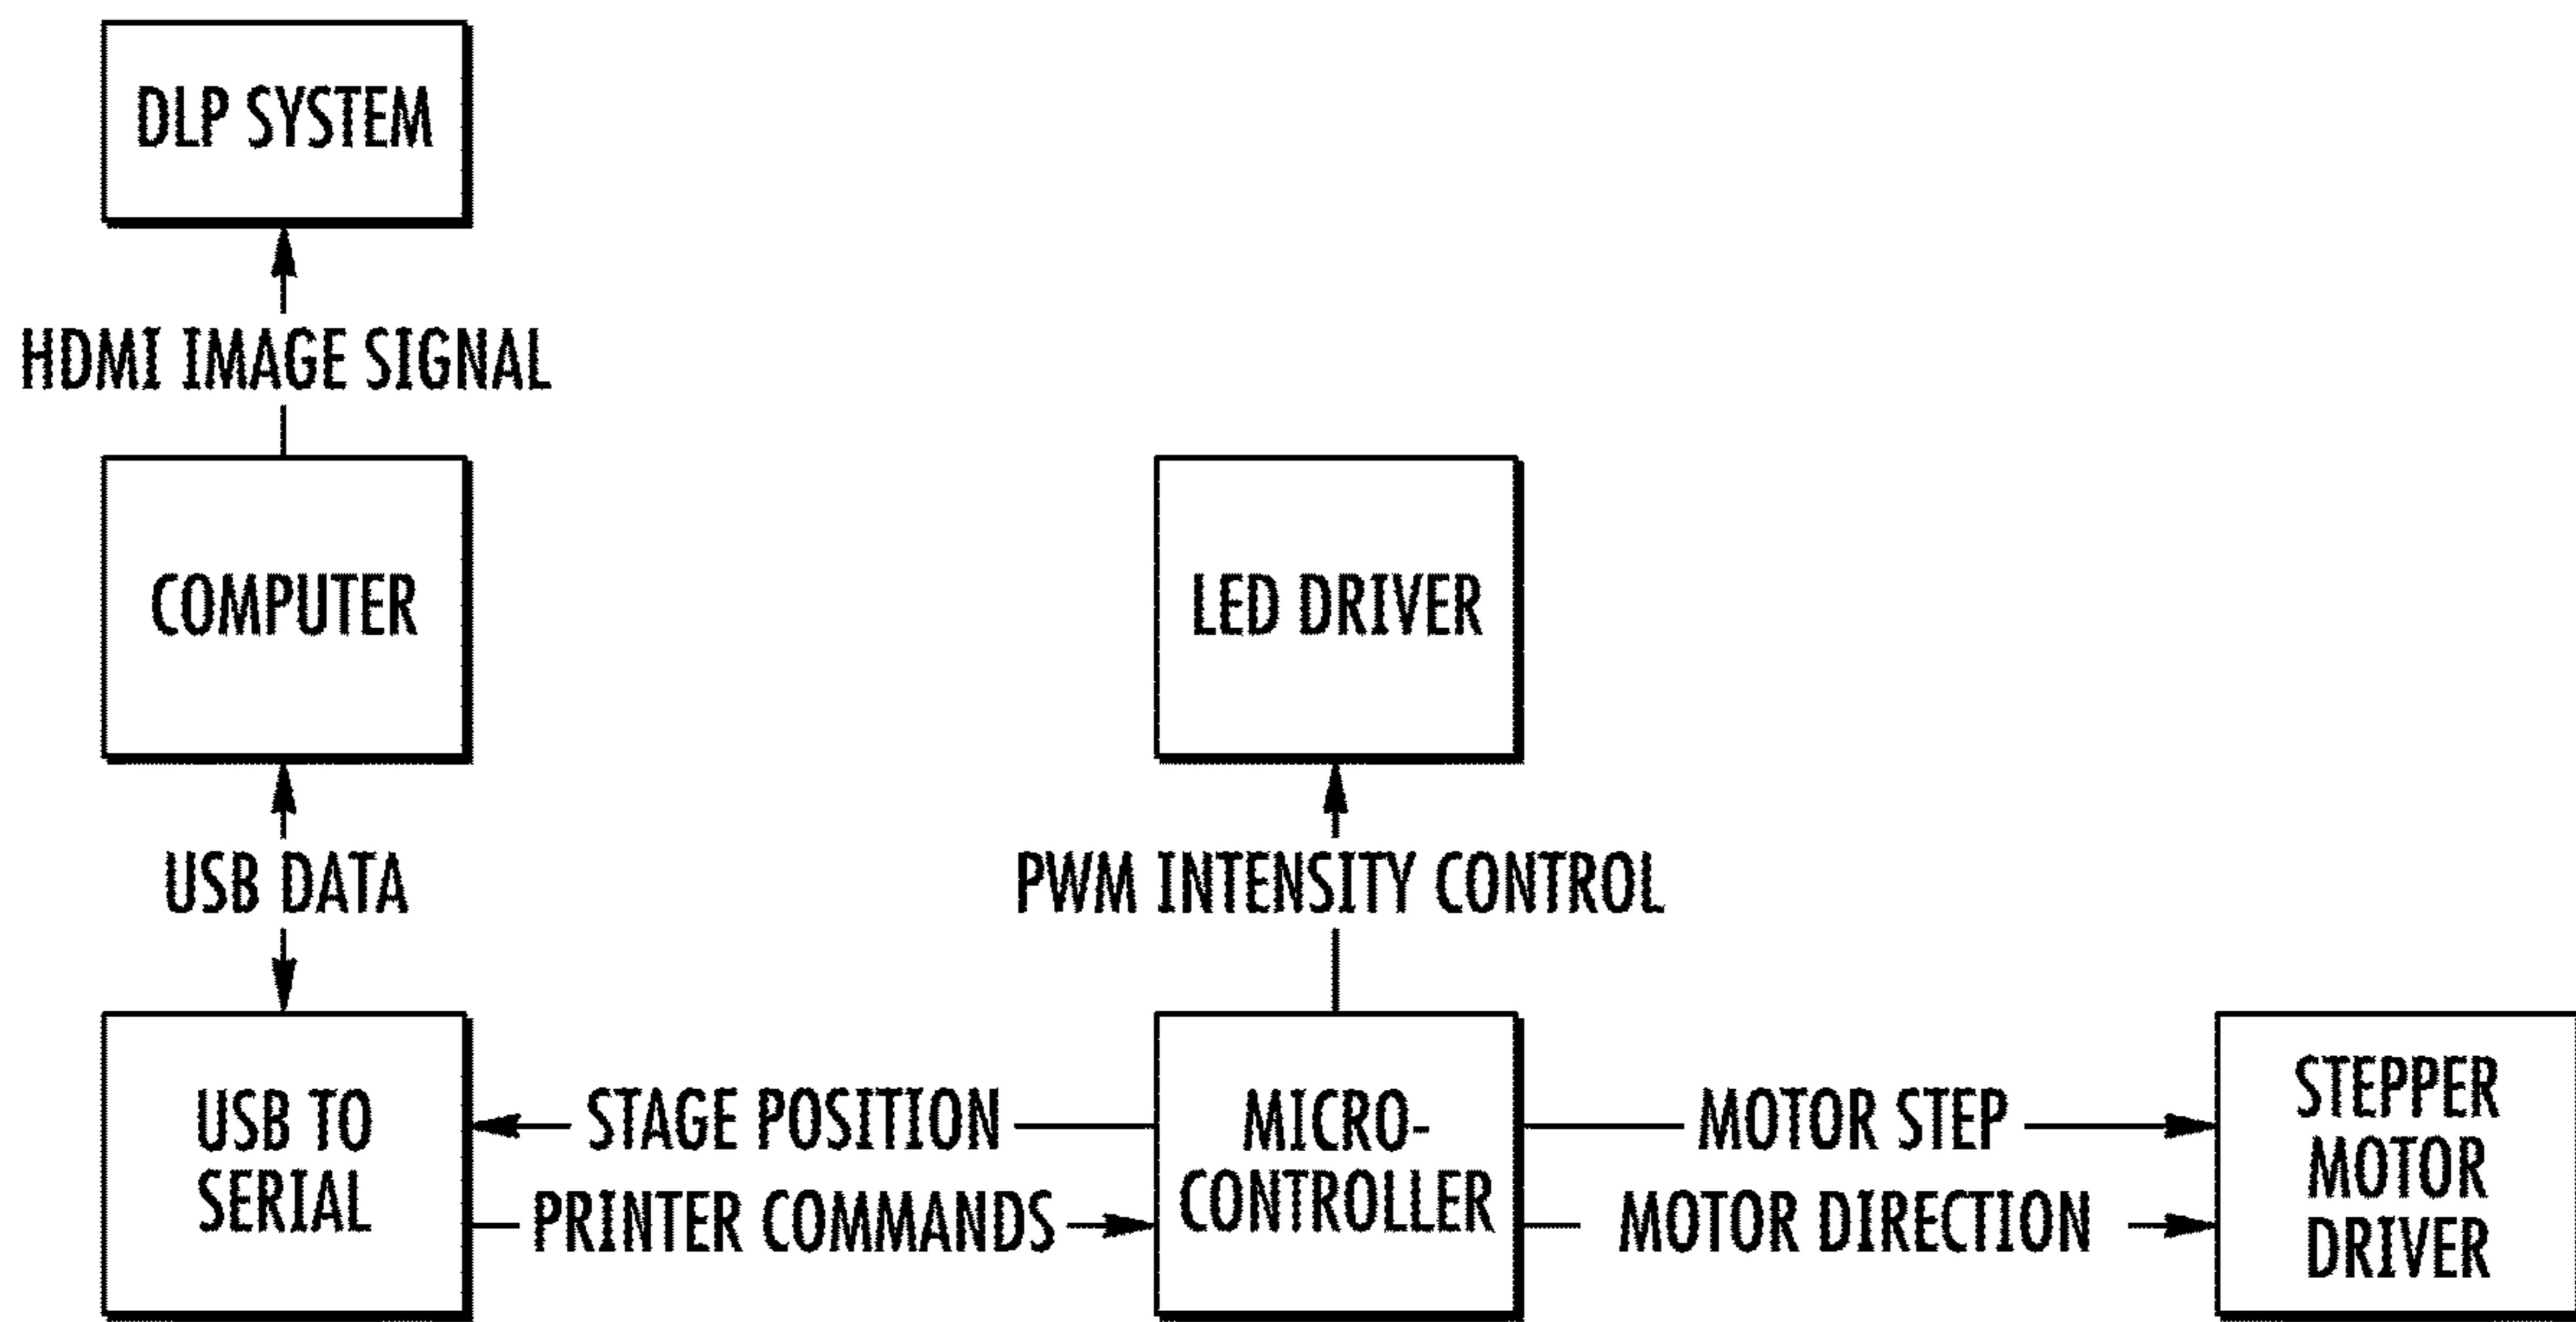 DLP SYSTEM
HDMI IMAGE SIGNAL
COMPUTER
LED DRIVER
USB DATA
PWM INTENSITY CONTROL
USB TO
SERIAL
STAGE POSITION
PRINTER COMMANDS
MICRO-
CONTROLLER
MOTOR STEP
MOTOR DIRECTION
STEPPER
MOTOR
DRIVER